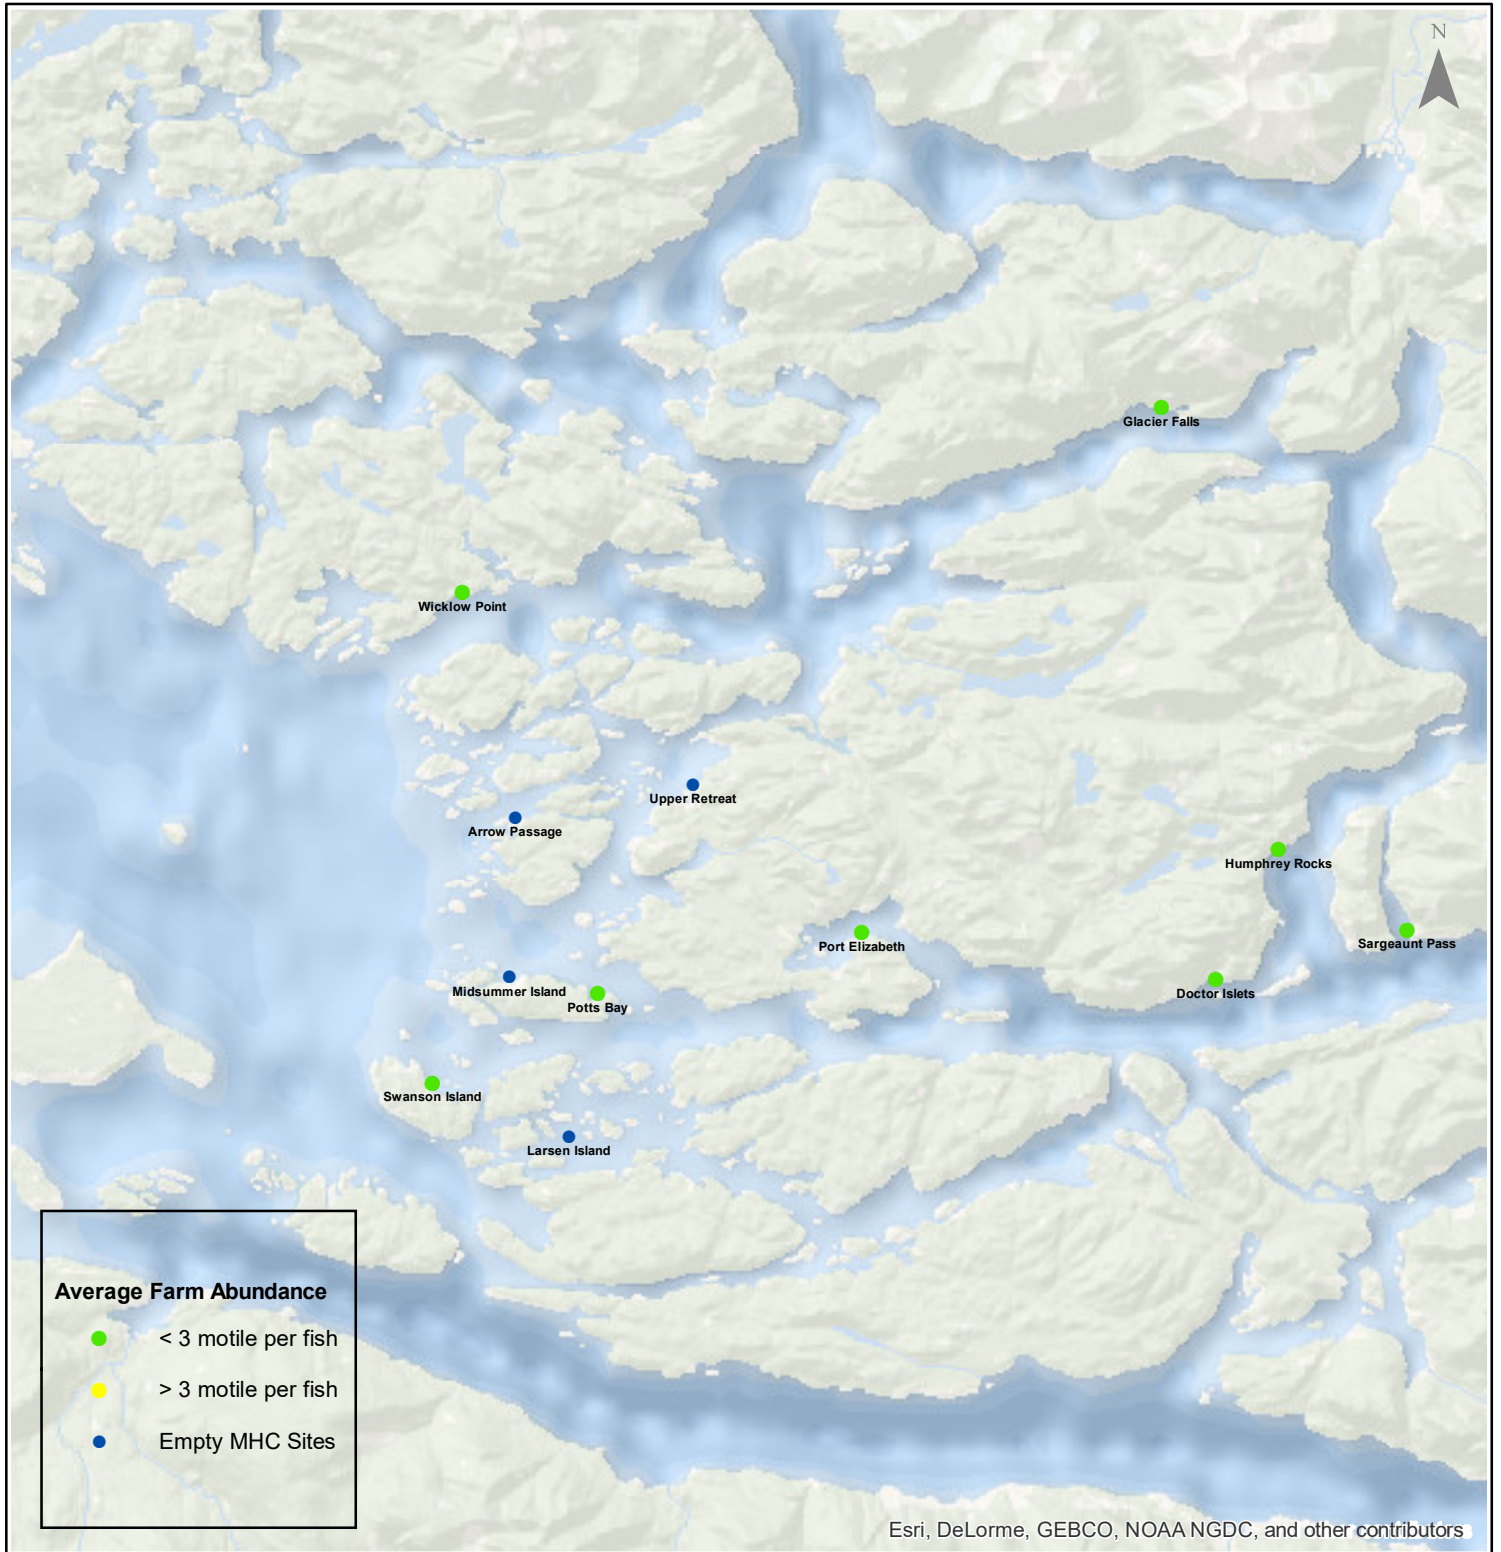 N
Glacier Falls
Wicklow Point
Upper Retreat
Arrow Passage
Humphrey Rocks
Port Elizabeth
Sargeaunt Pass
Midsummer Island
Potts Bay
Doctor Islets
Swanson Island
Larsen Island
Average Farm Abundance
< 3 motile per fish
> 3 motile per fish
Empty MHC Sites
Esri, DeLorme, GEBCO, NOAA NGDC, and other contributors